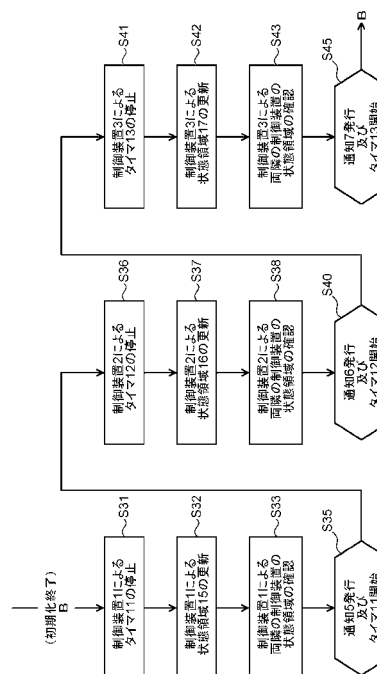 (初期化終了)
B
S31
制御装置1による
タイマ11の停止
S32
制御装置1による
状態領域15の更新
S33
制御装置1による
両隣の制御装置の
状態領域の確認
S35
通知5発行
及び
タイマ11開始
S36
制御装置2による
タイマ12の停止
S37
制御装置2による
状態領域16の更新
S38
制御装置2による
両隣の制御装置の
状態領域の確認
S40
通知6発行
及び
タイマ12開始
S41
制御装置3による
タイマ13の停止
S42
制御装置3による
状態領域17の更新
S43
制御装置3による
両隣の制御装置の
状態領域の確認
S45
通知7発行
及び
タイマ13開始
B